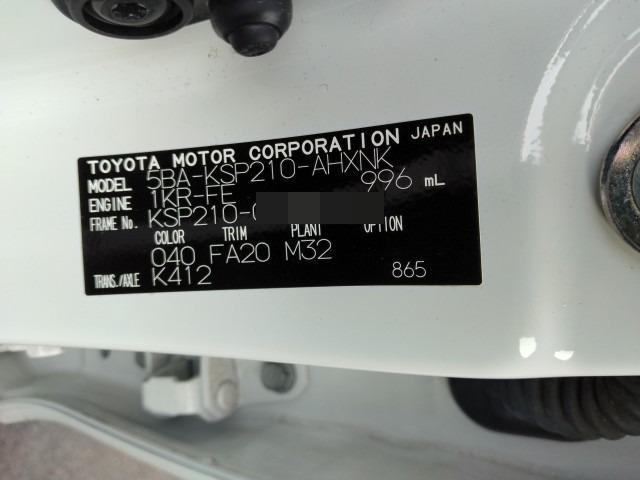 TOYOTA MOTOR CORPORATION JAPAN
MODEL 5BA-KSP210-AHXNK
ENGINE 1KR-FE 996 mL
FRAME No. KSP210-
COLOR TRIM PLANT OPTION
040 FA20 M32
TRANS./AXLE K412 865